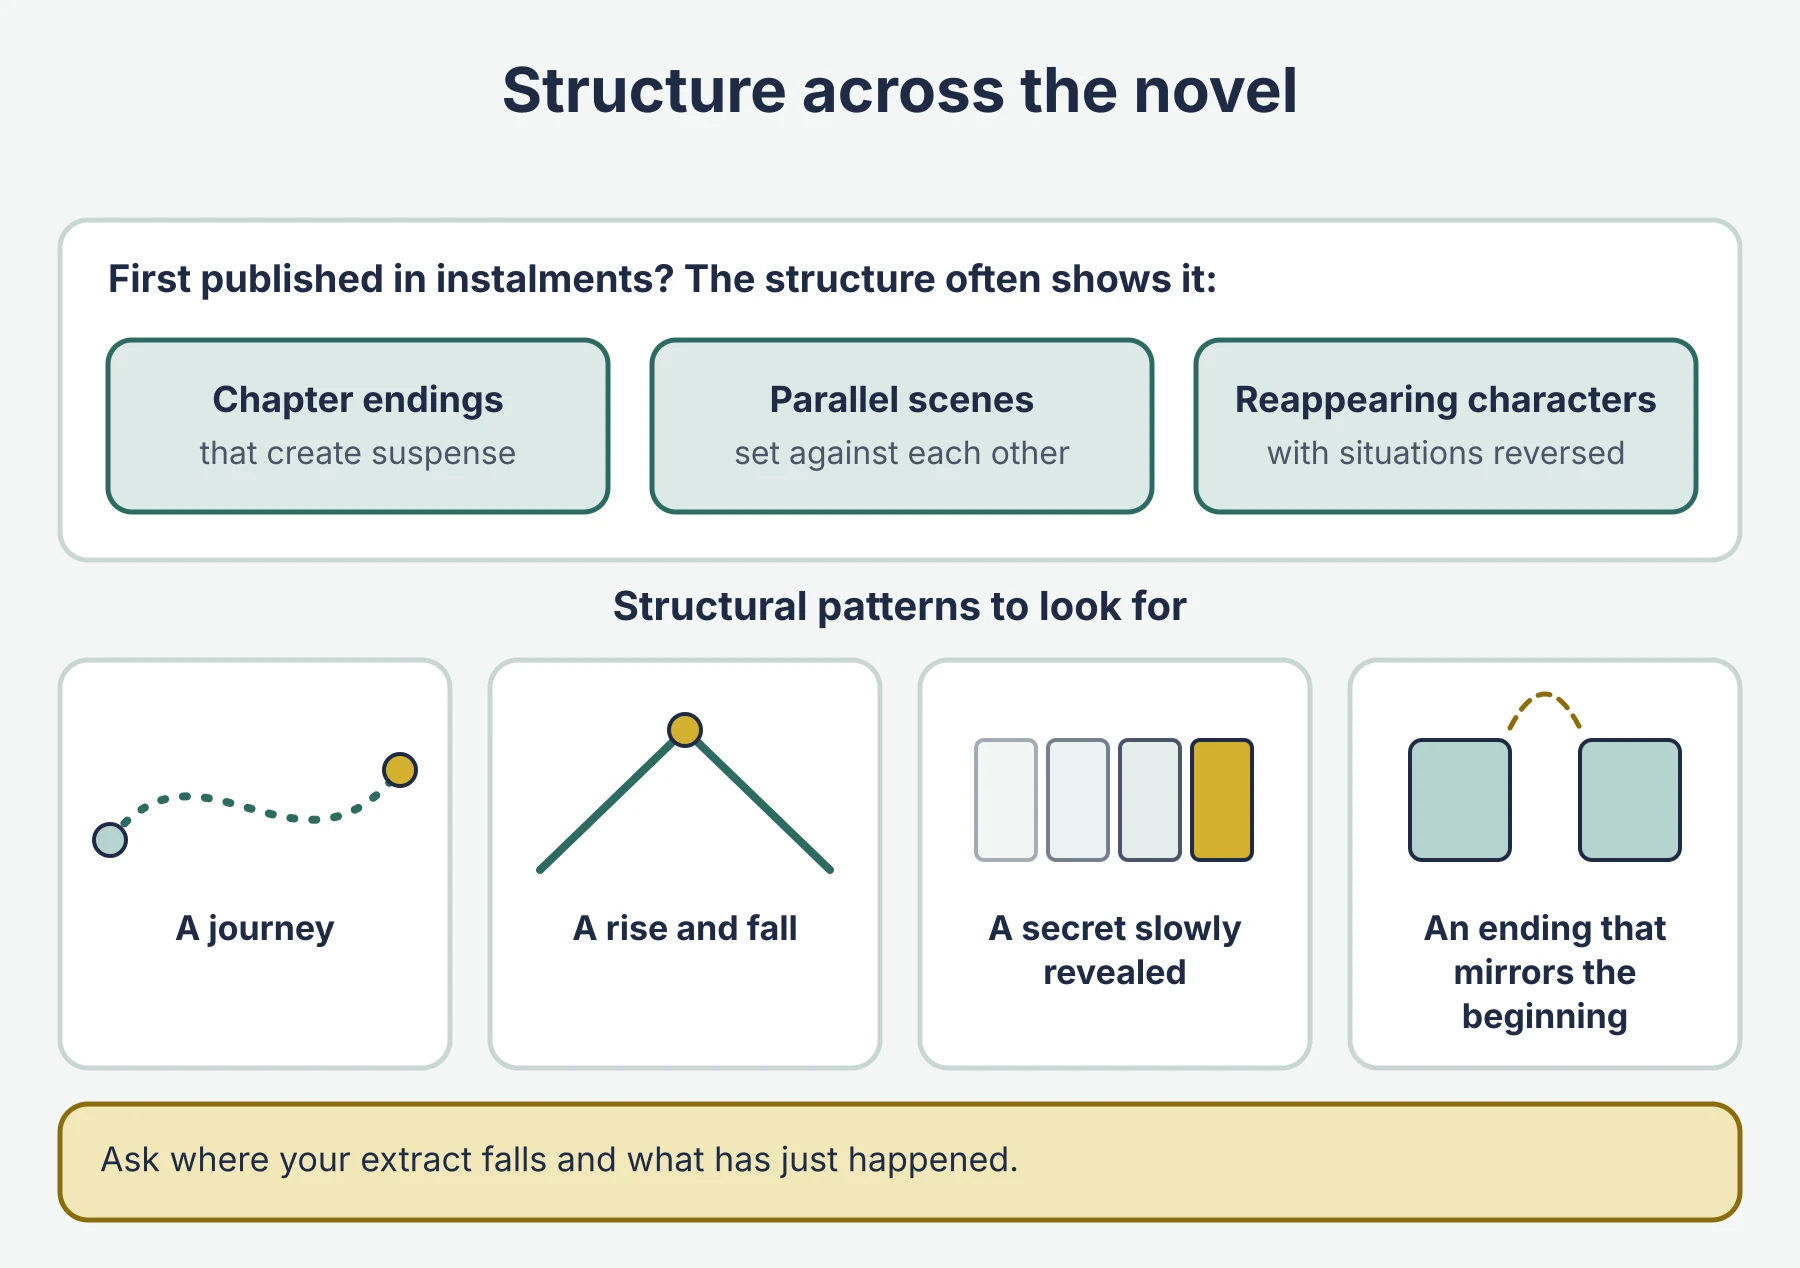 Structure across the novel
First published in instalments? The structure often shows it:
Chapter endings
that create suspense
Parallel scenes
set against each other
Reappearing characters
with situations reversed
Structural patterns to look for
A journey
A rise and fall
A secret slowly
revealed
An ending that
mirrors the
beginning
Ask where your extract falls and what has just happened.